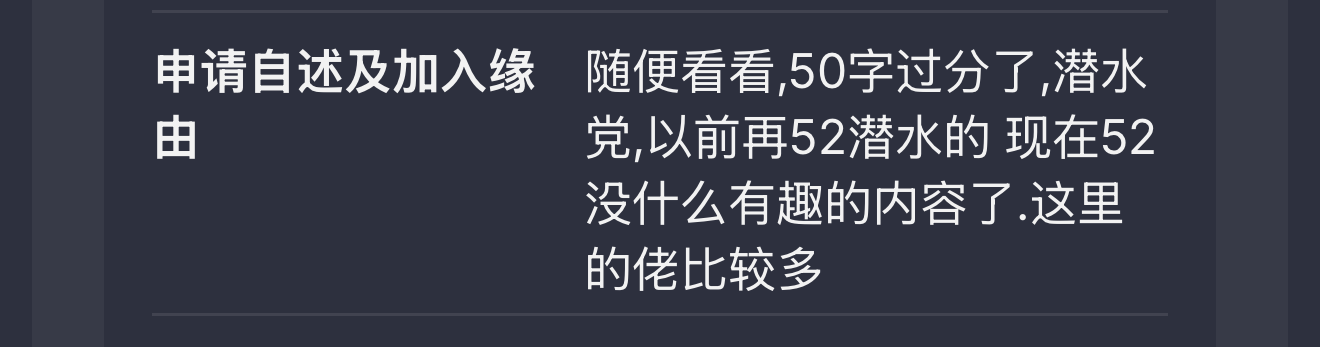 申请自述及加入缘
由
随便看看,50字过分了,潜水
党,以前再52潜水的 现在52
没什么有趣的内容了.这里
的佬比较多